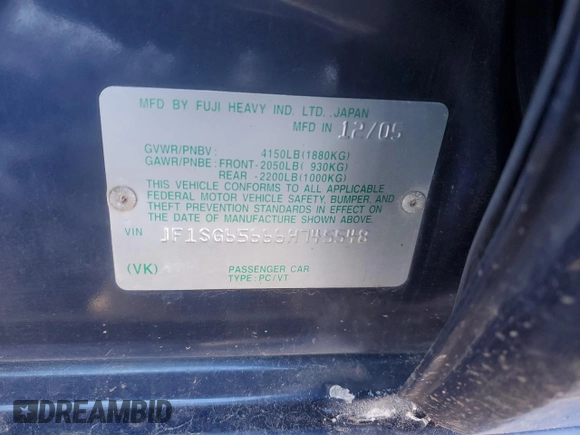 MFD BY FUJI HEAVY IND. LTD. JAPAN
MFD IN 12/05
GVWR/PNBV: 4150LB(1880KG)
GAWR/PNBE: FRONT-2050LB( 930KG)
REAR -2200LB(1000KG)
THIS VEHICLE CONFORMS TO ALL APPLICABLE
FEDERAL MOTOR VEHICLE SAFETY, BUMPER, AND
THEFT PREVENTION STANDARDS IN EFFECT ON
THE DATE OF MANUFACTURE SHOWN ABOVE.
VIN JF1SG65666H745548
(VK) PASSENGER CAR
TYPE: PC/VT
DREAMBID